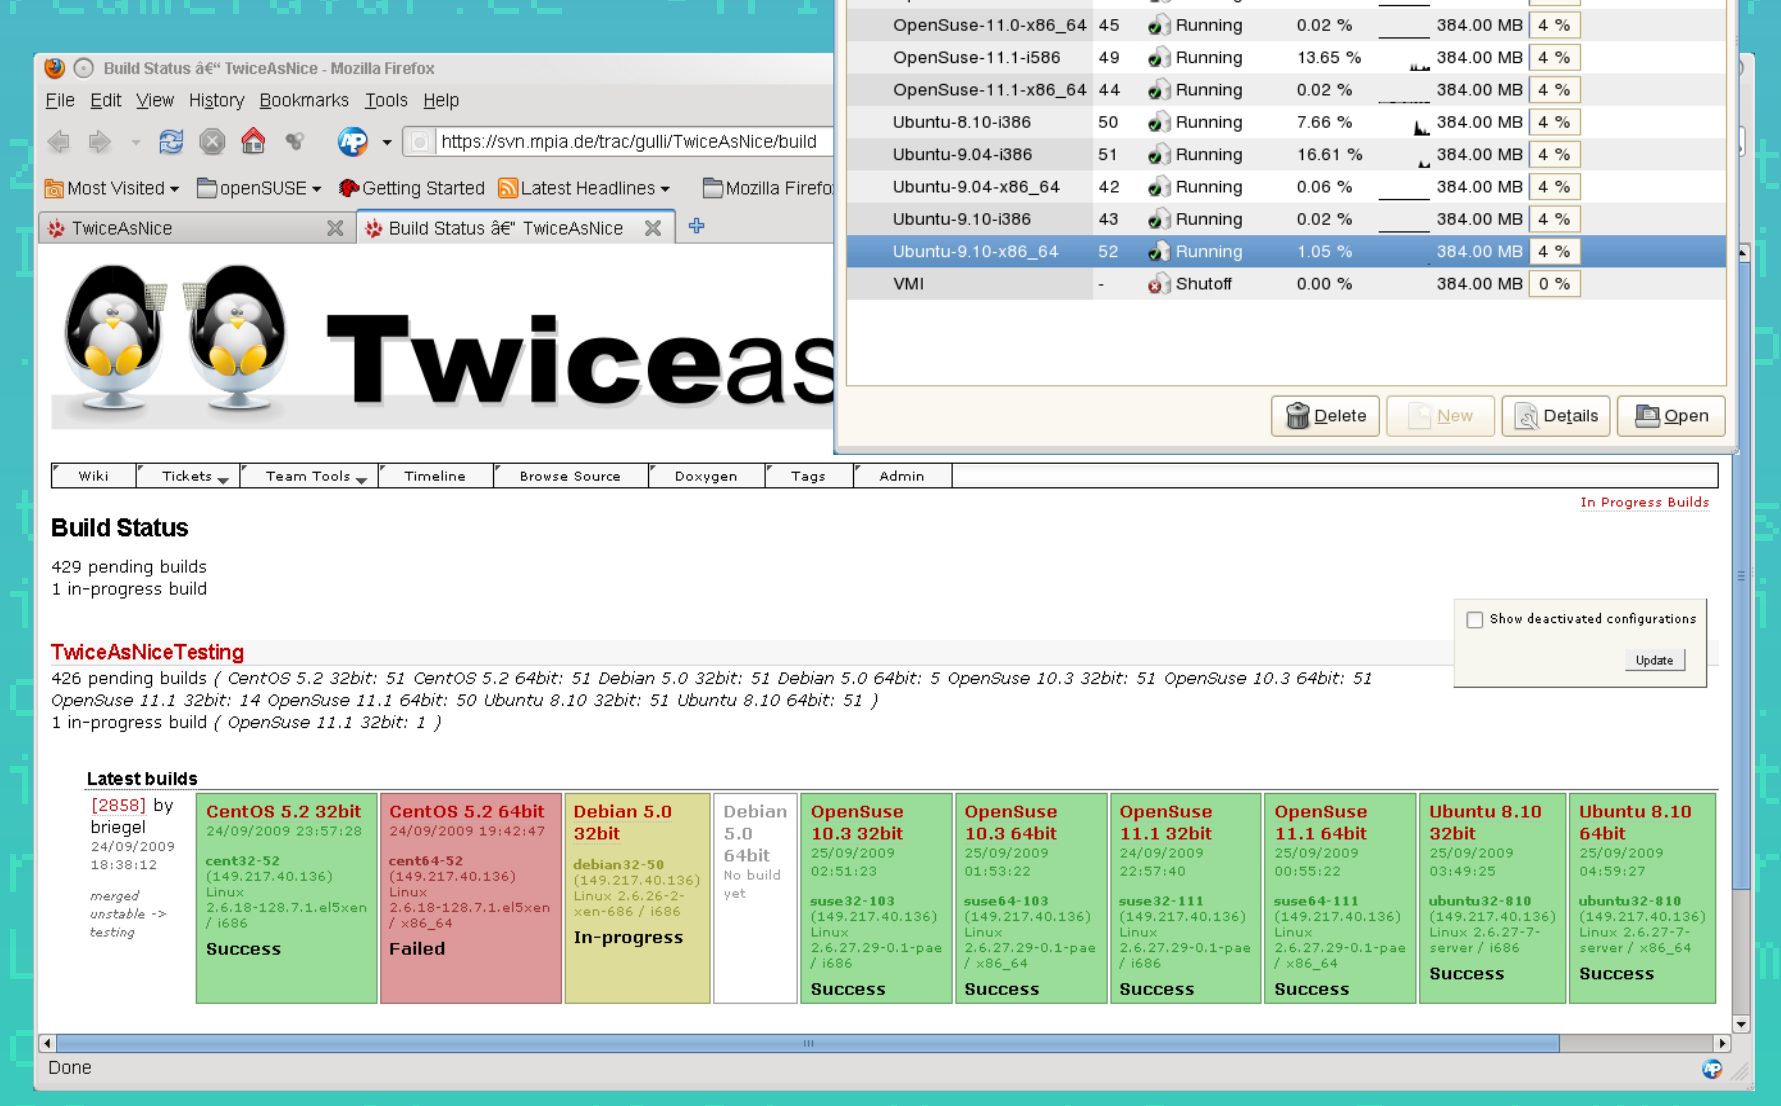 OpenSuse-11.0-x86_64 45 Running 0.02 % 384.00 MB 4 %
OpenSuse-11.1-i586 49 Running 13.65 % 384.00 MB 4 %
OpenSuse-11.1-x86_64 44 Running 0.02 % 384.00 MB 4 %
Ubuntu-8.10-i386 50 Running 7.66 % 384.00 MB 4 %
Ubuntu-9.04-i386 51 Running 16.61 % 384.00 MB 4 %
Ubuntu-9.04-x86_64 42 Running 0.06 % 384.00 MB 4 %
Ubuntu-9.10-i386 43 Running 0.02 % 384.00 MB 4 %
Ubuntu-9.10-x86_64 52 Running 1.05 % 384.00 MB 4 %
VMI - Shutoff 0.00 % 384.00 MB 0 %
Delete New Details Open
Build Status â€“ TwiceAsNice - Mozilla Firefox
File Edit View History Bookmarks Tools Help
https://svn.mpia.de/trac/gulli/TwiceAsNice/build
Most Visited openSUSE Getting Started Latest Headlines Mozilla Firefo
TwiceAsNice Build Status â€“ TwiceAsNice
Twiceas
Wiki Tickets Team Tools Timeline Browse Source Doxygen Tags Admin
In Progress Builds
Build Status
429 pending builds
1 in-progress build
Show deactivated configurations
Update
TwiceAsNiceTesting
426 pending builds ( CentOS 5.2 32bit: 51 CentOS 5.2 64bit: 51 Debian 5.0 32bit: 51 Debian 5.0 64bit: 5 OpenSuse 10.3 32bit: 51 OpenSuse 10.3 64bit: 51
OpenSuse 11.1 32bit: 14 OpenSuse 11.1 64bit: 50 Ubuntu 8.10 32bit: 51 Ubuntu 8.10 64bit: 51 )
1 in-progress build ( OpenSuse 11.1 32bit: 1 )
Latest builds
[2858] by
briegel
24/09/2009
18:38:12
merged
unstable ->
testing
CentOS 5.2 32bit
24/09/2009 23:57:28
cent32-52
(149.217.40.136)
Linux
2.6.18-128.7.1.el5xen
/ i686
Success
CentOS 5.2 64bit
24/09/2009 19:42:47
cent64-52
(149.217.40.136)
Linux
2.6.18-128.7.1.el5xen
/ x86_64
Failed
Debian 5.0
32bit
debian32-50
(149.217.40.136)
Linux 2.6.26-2-
xen-686 / i686
In-progress
Debian
5.0
64bit
No build
yet
OpenSuse
10.3 32bit
25/09/2009
02:51:23
suse32-103
(149.217.40.136)
Linux
2.6.27.29-0.1-pae
/ i686
Success
OpenSuse
10.3 64bit
25/09/2009
01:53:22
suse64-103
(149.217.40.136)
Linux
2.6.27.29-0.1-pae
/ x86_64
Success
OpenSuse
11.1 32bit
24/09/2009
22:57:40
suse32-111
(149.217.40.136)
Linux
2.6.27.29-0.1-pae
/ i686
Success
OpenSuse
11.1 64bit
25/09/2009
00:55:22
suse64-111
(149.217.40.136)
Linux
2.6.27.29-0.1-pae
/ x86_64
Success
Ubuntu 8.10
32bit
25/09/2009
03:49:25
ubuntu32-810
(149.217.40.136)
Linux 2.6.27-7-
server / i686
Success
Ubuntu 8.10
64bit
25/09/2009
04:59:27
ubuntu32-810
(149.217.40.136)
Linux 2.6.27-7-
server / x86_64
Success
Done